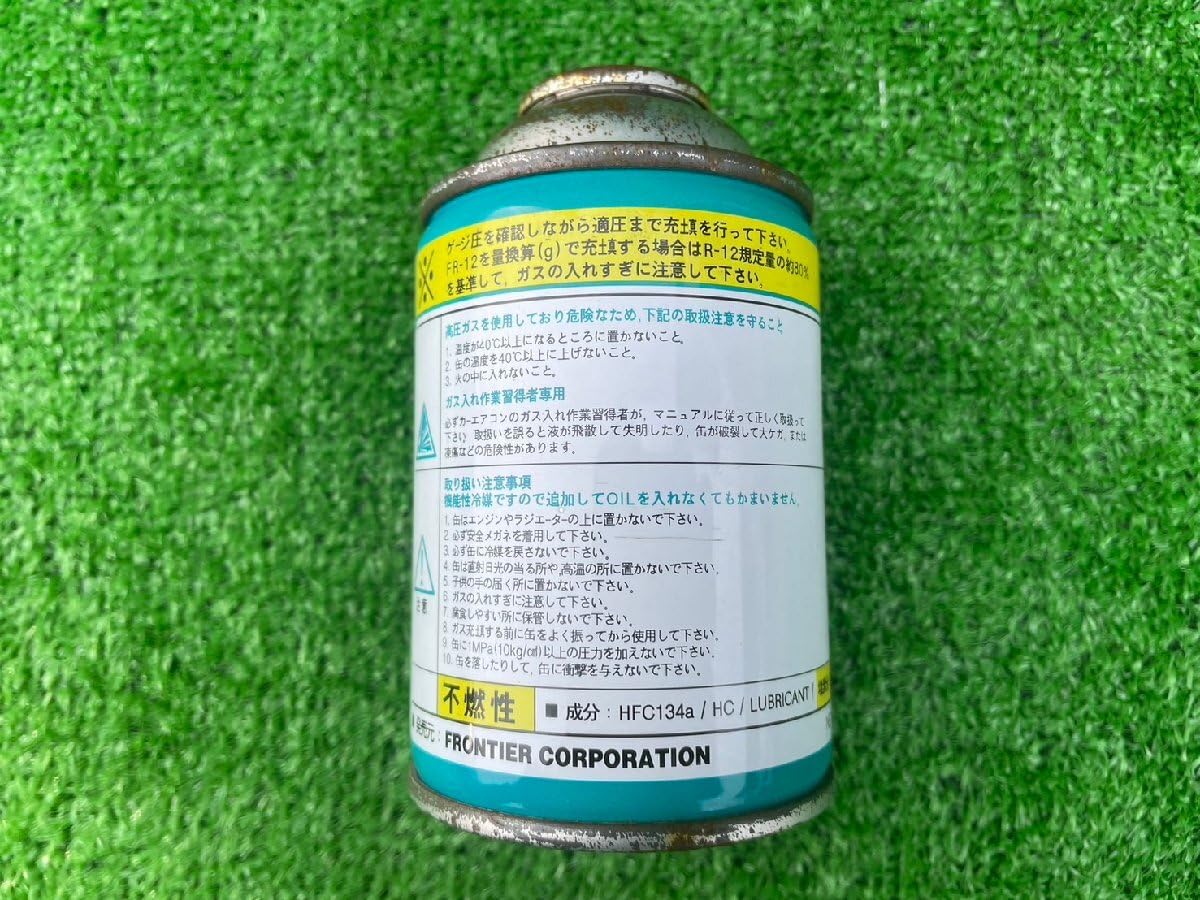 ※ ゲージ圧を確認しながら適圧まで充填を行って下さい。
FR-12を量換算(g)で充填する場合はR-12規定量の約80%
を基準して、ガスの入れすぎに注意して下さい。
高圧ガスを使用しており危険なため,下記の取扱注意を守ること
1. 温度が40℃以上になるところに置かないこと。
2. 缶の温度を40℃以上に上げないこと。
3. 火の中に入れないこと。
ガス入れ作業習得者専用
必ずカーエアコンのガス入れ作業習得者が, マニュアルに従って正しく取扱って
下さい。取扱いを誤ると液が飛散して失明したり, 缶が破裂して大ケガ, または
凍傷などの危険性があります.
取り扱い注意事項
機能性冷媒ですので追加してOILを入れなくてもかまいません.
1. 缶はエンジンやラジエーターの上に置かないで下さい。
2. 必ず安全メガネを着用して下さい。
3. 必ず缶に冷媒を戻さないで下さい。
4. 缶は直射日光の当る所や,高温の所に置かないで下さい.
5. 子供の手の届く所に置かないで下さい。
6. ガスの入れすぎに注意して下さい。
7. 腐食しやすい所に保管しないで下さい。
8. ガス充填する前に缶をよく振ってから使用して下さい.
9. 缶に1MPa(10kg/㎠)以上の圧力を加えないで下さい.
10. 缶を落したりして, 缶に衝撃を与えないで下さい.
注意
不燃性 ■ 成分 : HFC134a / HC / LUBRICANT
発売元 : FRONTIER CORPORATION